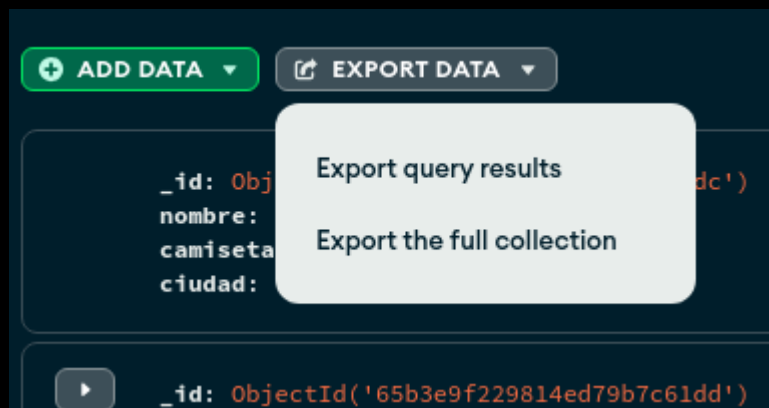 ADD DATA
EXPORT DATA
Export query results
Export the full collection
_id: Obj dc')
nombre:
camiseta
ciudad:
_id: ObjectId('65b3e9f229814ed79b7c61dd')